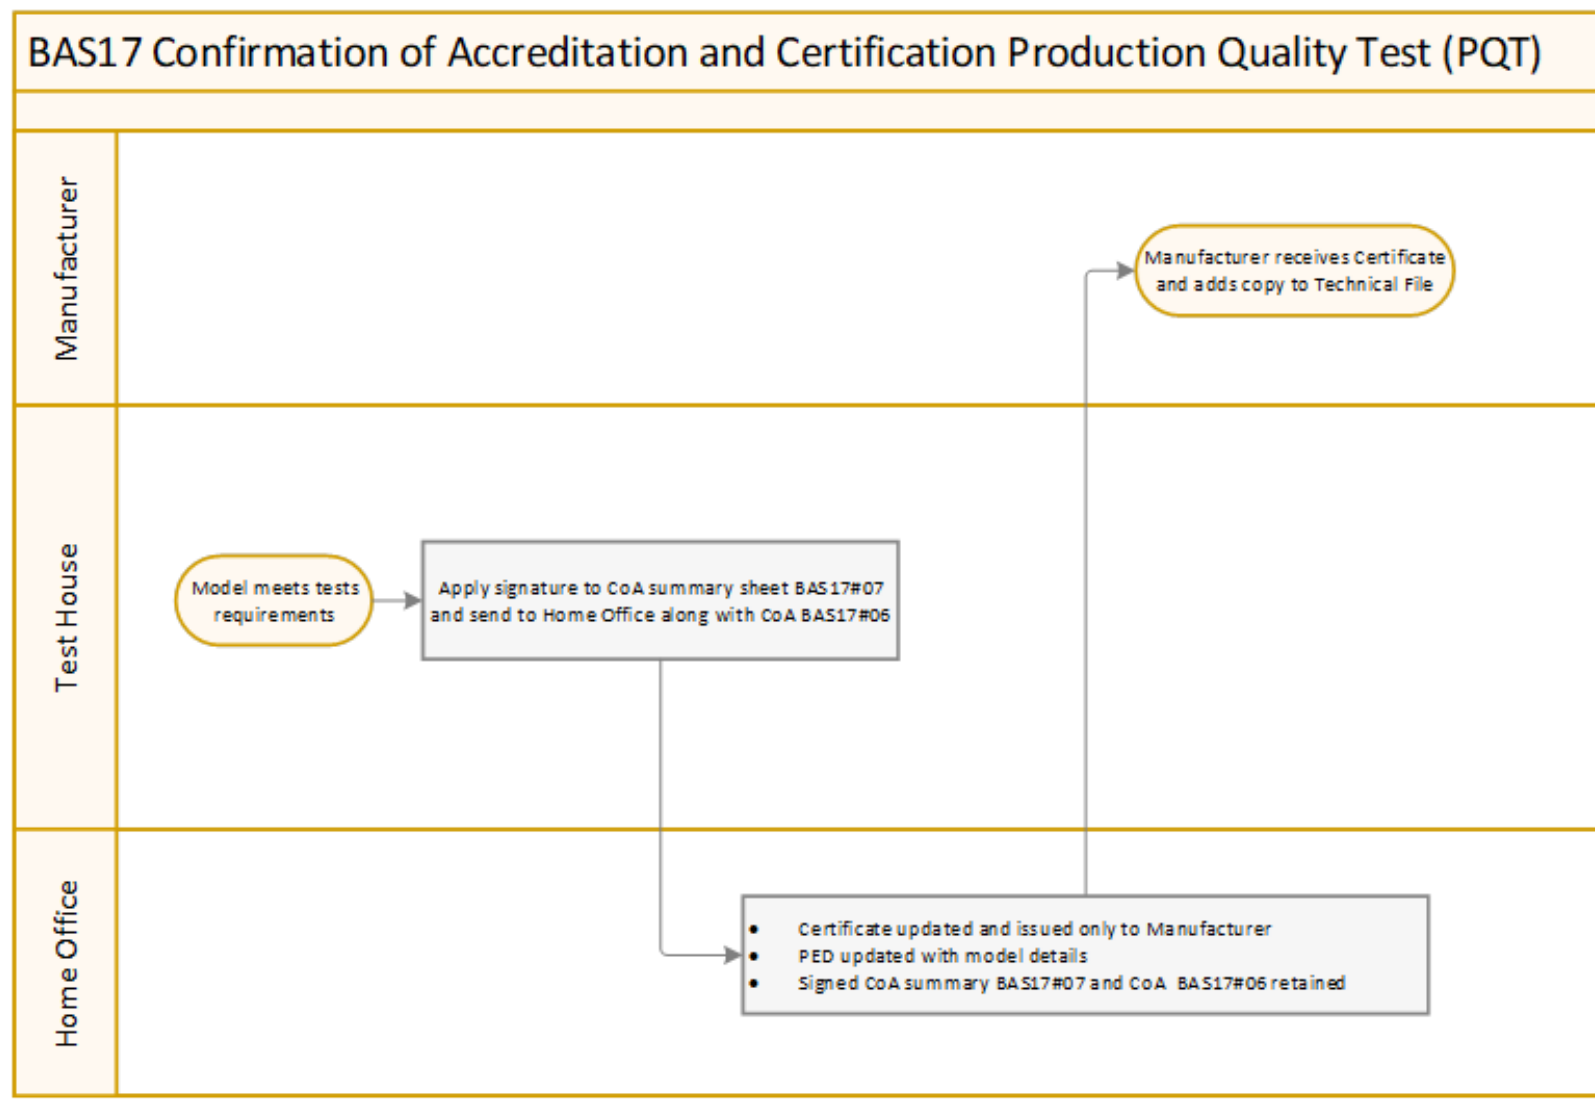 BAS17 Confirmation of Accreditation and Certification Production Quality Test (PQT)
Manufacturer
Manufacturer receives Certificate
and adds copy to Technical File
Test House
Model meets tests
requirements
Apply signature to CoA summary sheet BAS17#07
and send to Home Office along with CoA BAS17#06
Home Office
• Certificate updated and issued only to Manufacturer
• PED updated with model details
• Signed CoA summary BAS17#07 and CoA BAS17#06 retained